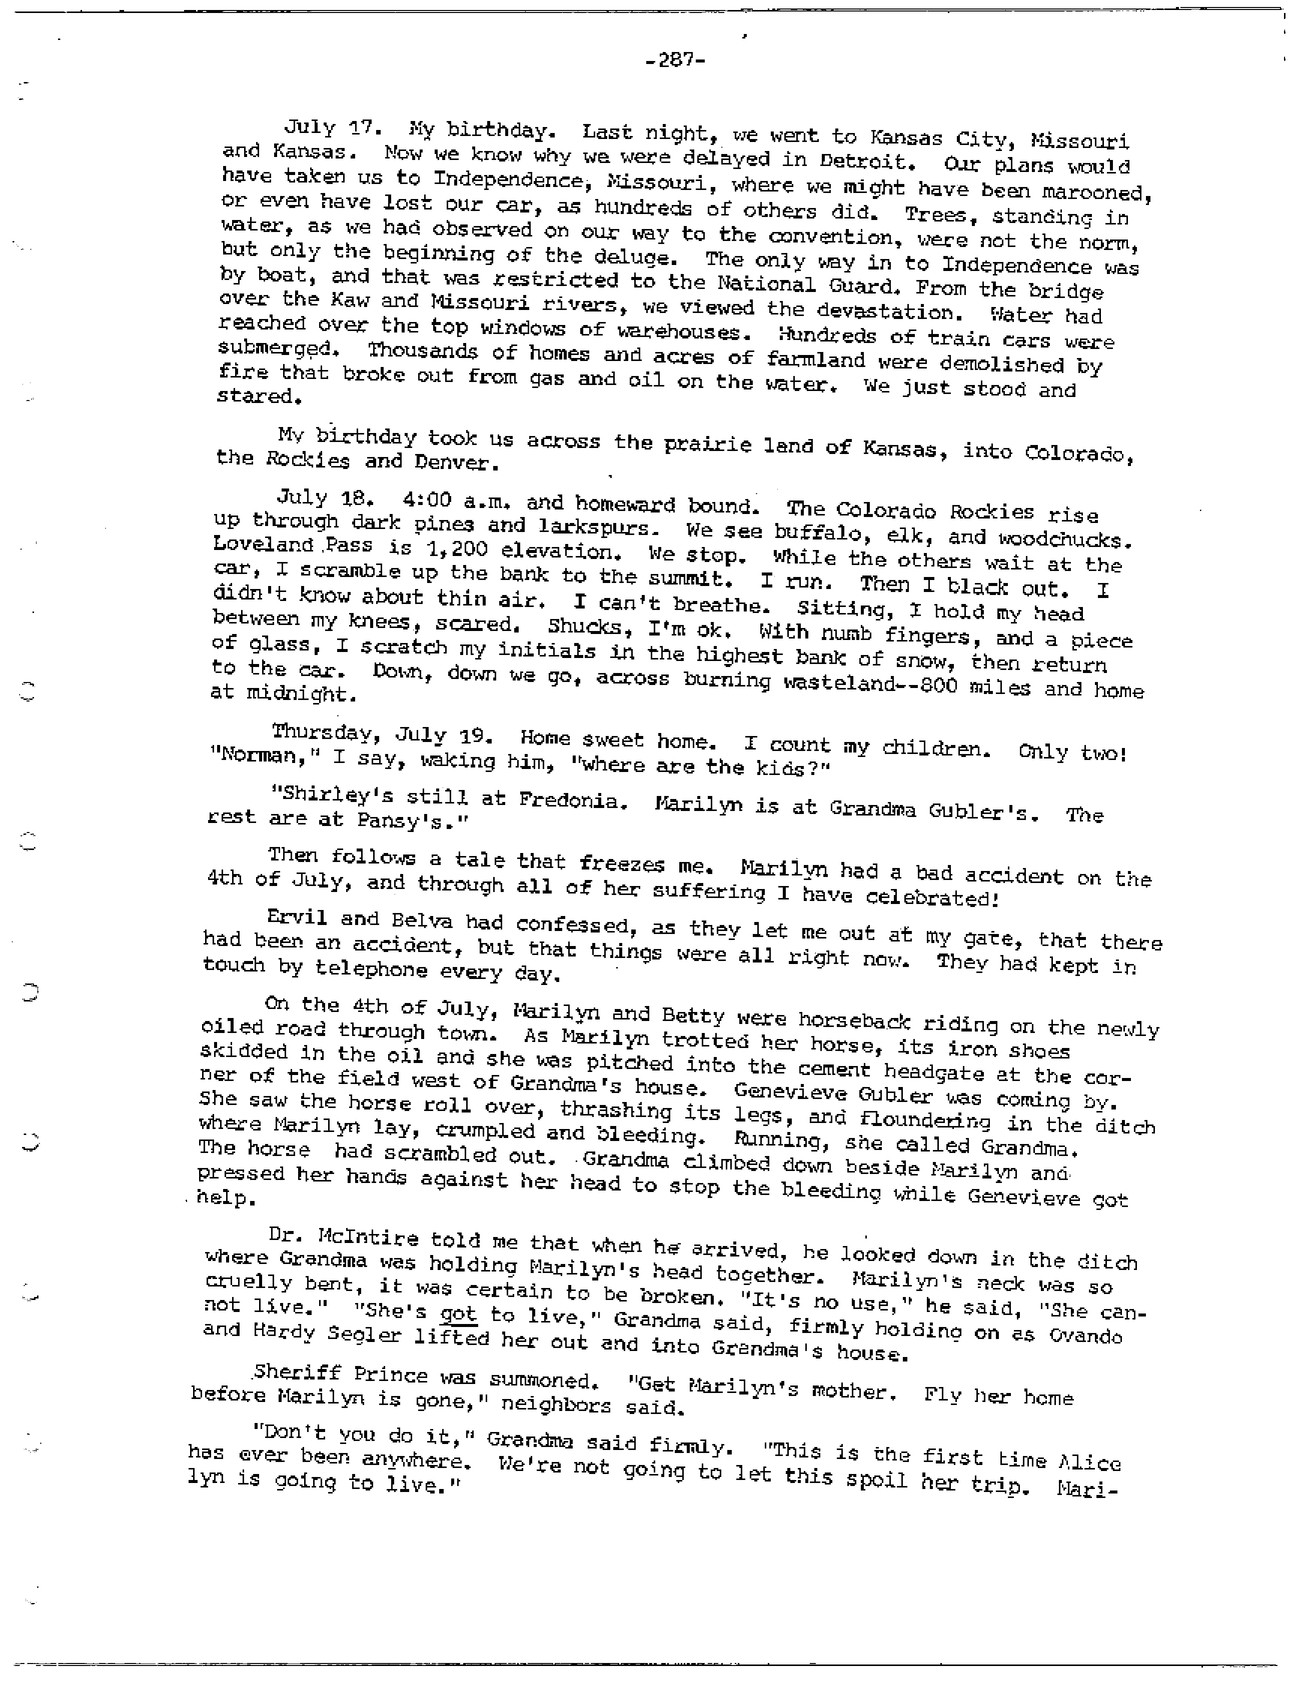 -287-
July 17. My birthday. Last night, we went to Kansas City, Missouri
and Kansas. Now we know why we were delayed in Detroit. Our plans would
have taken us to Independence, Missouri, where we might have been marooned,
or even have lost our car, as hundreds of others did. Trees, standing in
water, as we had observed on our way to the convention, were not the norm,
but only the beginning of the deluge. The only way in to Independence was
by boat, and that was restricted to the National Guard. From the bridge
over the Kaw and Missouri rivers, we viewed the devastation. Water had
reached over the top windows of warehouses. Hundreds of train cars were
submerged. Thousands of homes and acres of farmland were demolished by
fire that broke out from gas and oil on the water. We just stood and
stared.
My birthday took us across the prairie land of Kansas, into Colorado,
the Rockies and Denver.
July 18. 4:00 a.m. and homeward bound. The Colorado Rockies rise
up through dark pines and larkspurs. We see buffalo, elk, and woodchucks.
Loveland Pass is 1,200 elevation. We stop. While the others wait at the
car, I scramble up the bank to the summit. I run. Then I black out. I
didn't know about thin air. I can't breathe. Sitting, I hold my head
between my knees, scared. Shucks, I'm ok. With numb fingers, and a piece
of glass, I scratch my initials in the highest bank of snow, then return
to the car. Down, down we go, across burning wasteland--800 miles and home
at midnight.
Thursday, July 19. Home sweet home. I count my children. Only two!
"Norman," I say, waking him, "where are the kids?"
"Shirley's still at Fredonia. Marilyn is at Grandma Gubler's. The
rest are at Pansy's."
Then follows a tale that freezes me. Marilyn had a bad accident on the
4th of July, and through all of her suffering I have celebrated!
Ervil and Belva had confessed, as they let me out at my gate, that there
had been an accident, but that things were all right now. They had kept in
touch by telephone every day.
On the 4th of July, Marilyn and Betty were horseback riding on the newly
oiled road through town. As Marilyn trotted her horse, its iron shoes
skidded in the oil and she was pitched into the cement headgate at the cor-
ner of the field west of Grandma's house. Genevieve Gubler was coming by.
She saw the horse roll over, thrashing its legs, and floundering in the ditch
where Marilyn lay, crumpled and bleeding. Running, she called Grandma.
The horse had scrambled out. Grandma climbed down beside Marilyn and
pressed her hands against her head to stop the bleeding while Genevieve got
help.
Dr. McIntire told me that when he arrived, he looked down in the ditch
where Grandma was holding Marilyn's head together. Marilyn's neck was so
cruelly bent, it was certain to be broken. "It's no use," he said, "She can-
not live." "She's got to live," Grandma said, firmly holding on as Ovando
and Hardy Segler lifted her out and into Grandma's house.
Sheriff Prince was summoned. "Get Marilyn's mother. Fly her home
before Marilyn is gone," neighbors said.
"Don't you do it," Grandma said firmly. "This is the first time Alice
has ever been anywhere. We're not going to let this spoil her trip. Mari-
lyn is going to live."